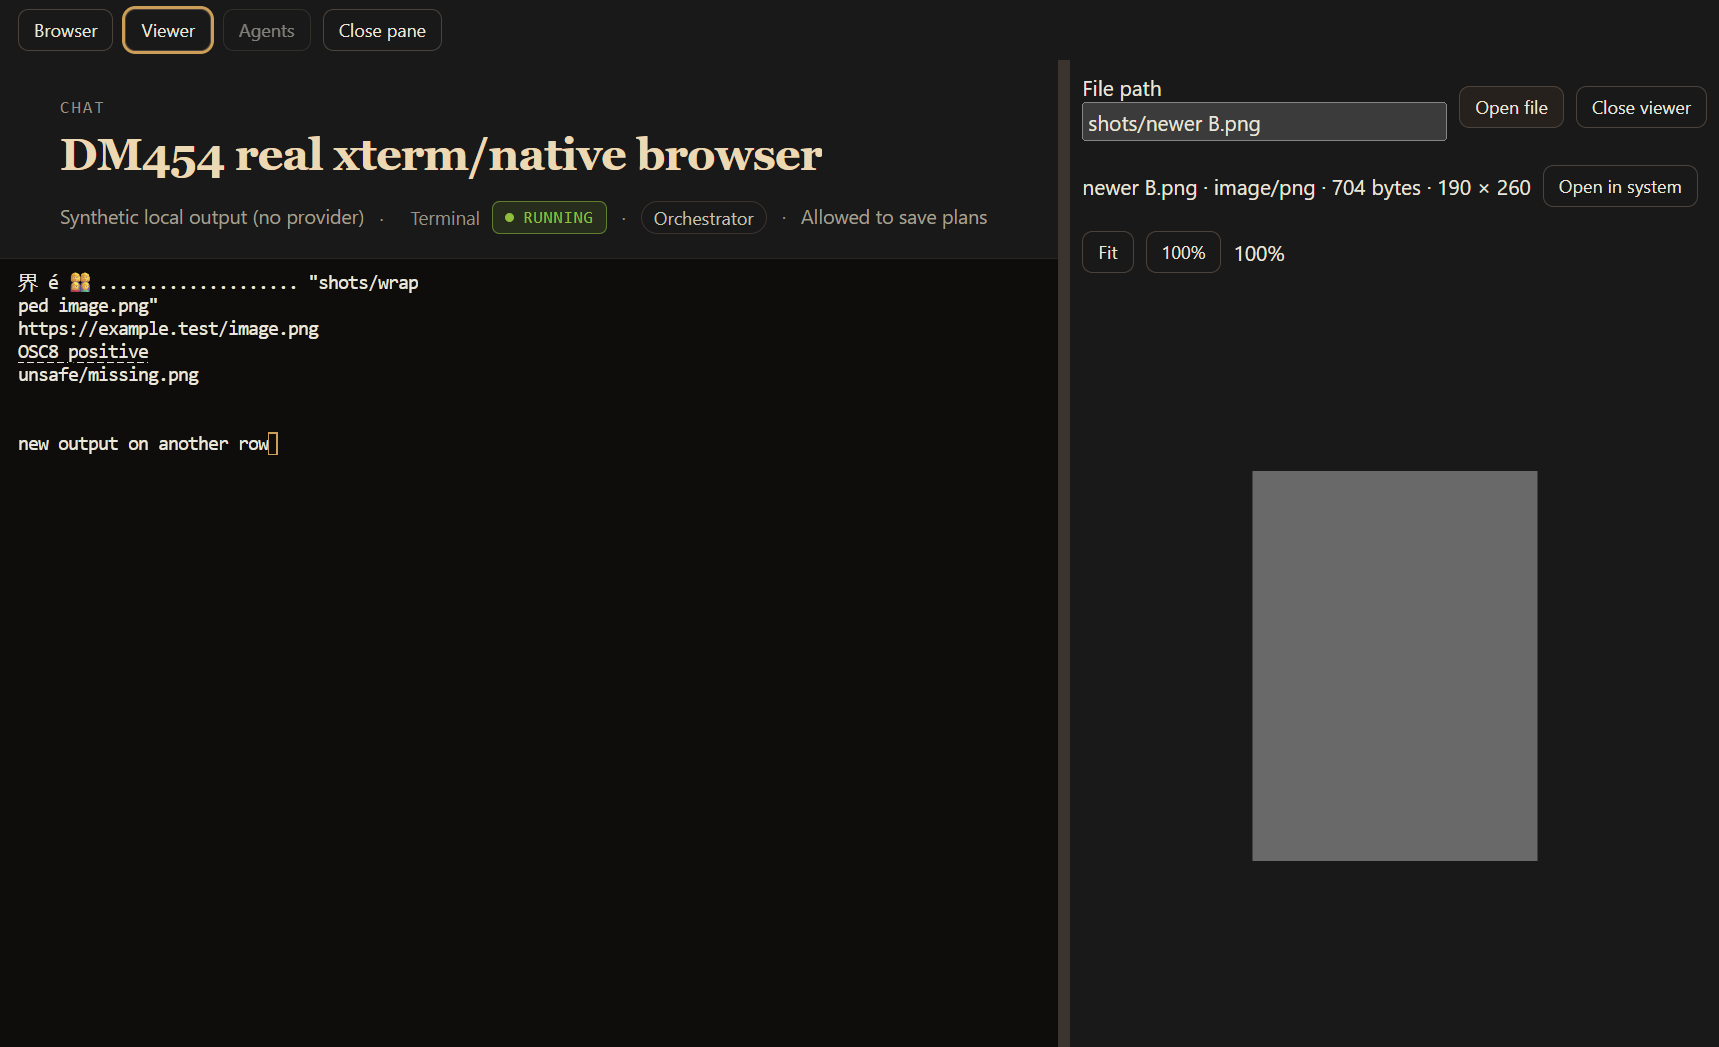 Browser Viewer Agents Close pane
CHAT
DM454 real xterm/native browser
Synthetic local output (no provider) · Terminal ● RUNNING · Orchestrator · Allowed to save plans
界 é 👨‍👩‍👧‍👦 .................... "shots/wrap
ped image.png"
https://example.test/image.png
OSC8 positive
unsafe/missing.png
new output on another row
File path
shots/newer B.png
Open file Close viewer
newer B.png · image/png · 704 bytes · 190 × 260 Open in system
Fit 100% 100%